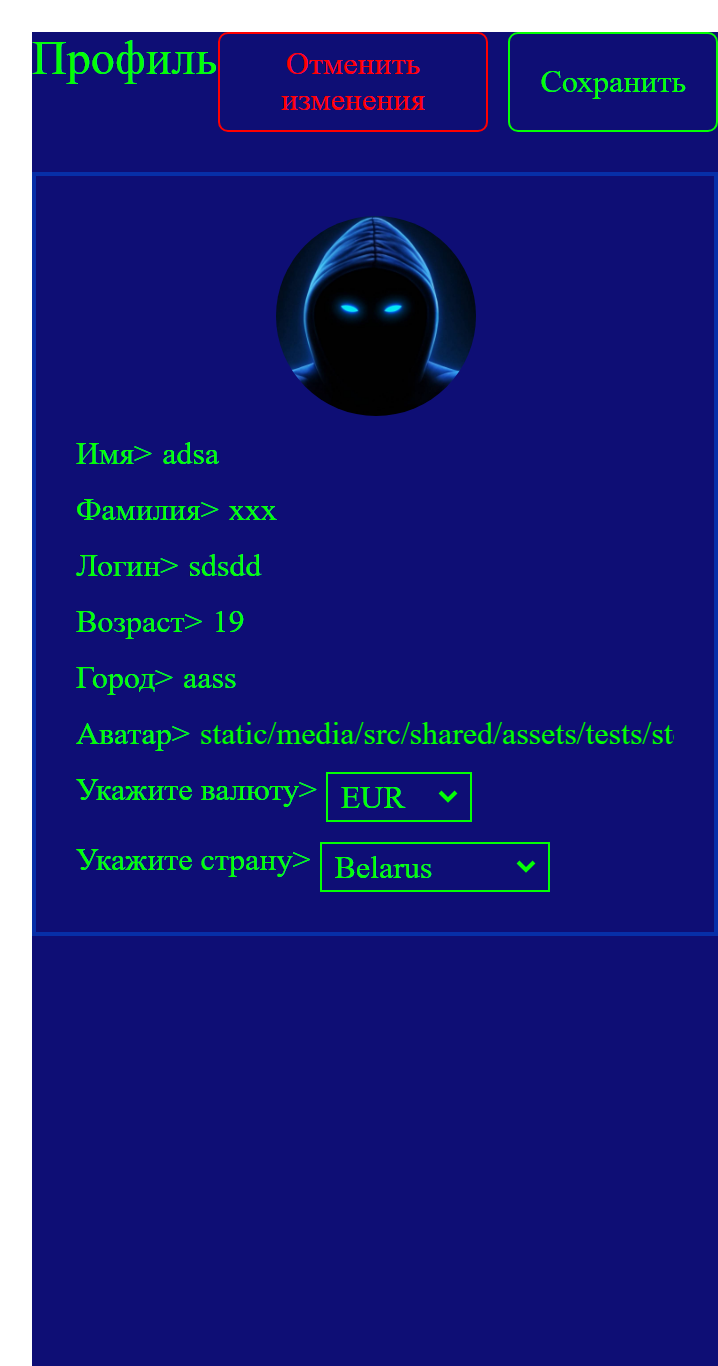 Профиль
Отменить
изменения
Сохранить
Имя> adsa
Фамилия> xxx
Логин> sdsdd
Возраст> 19
Город> aass
Аватар> static/media/src/shared/assets/tests/st
Укажите валюту> EUR
Укажите страну> Belarus